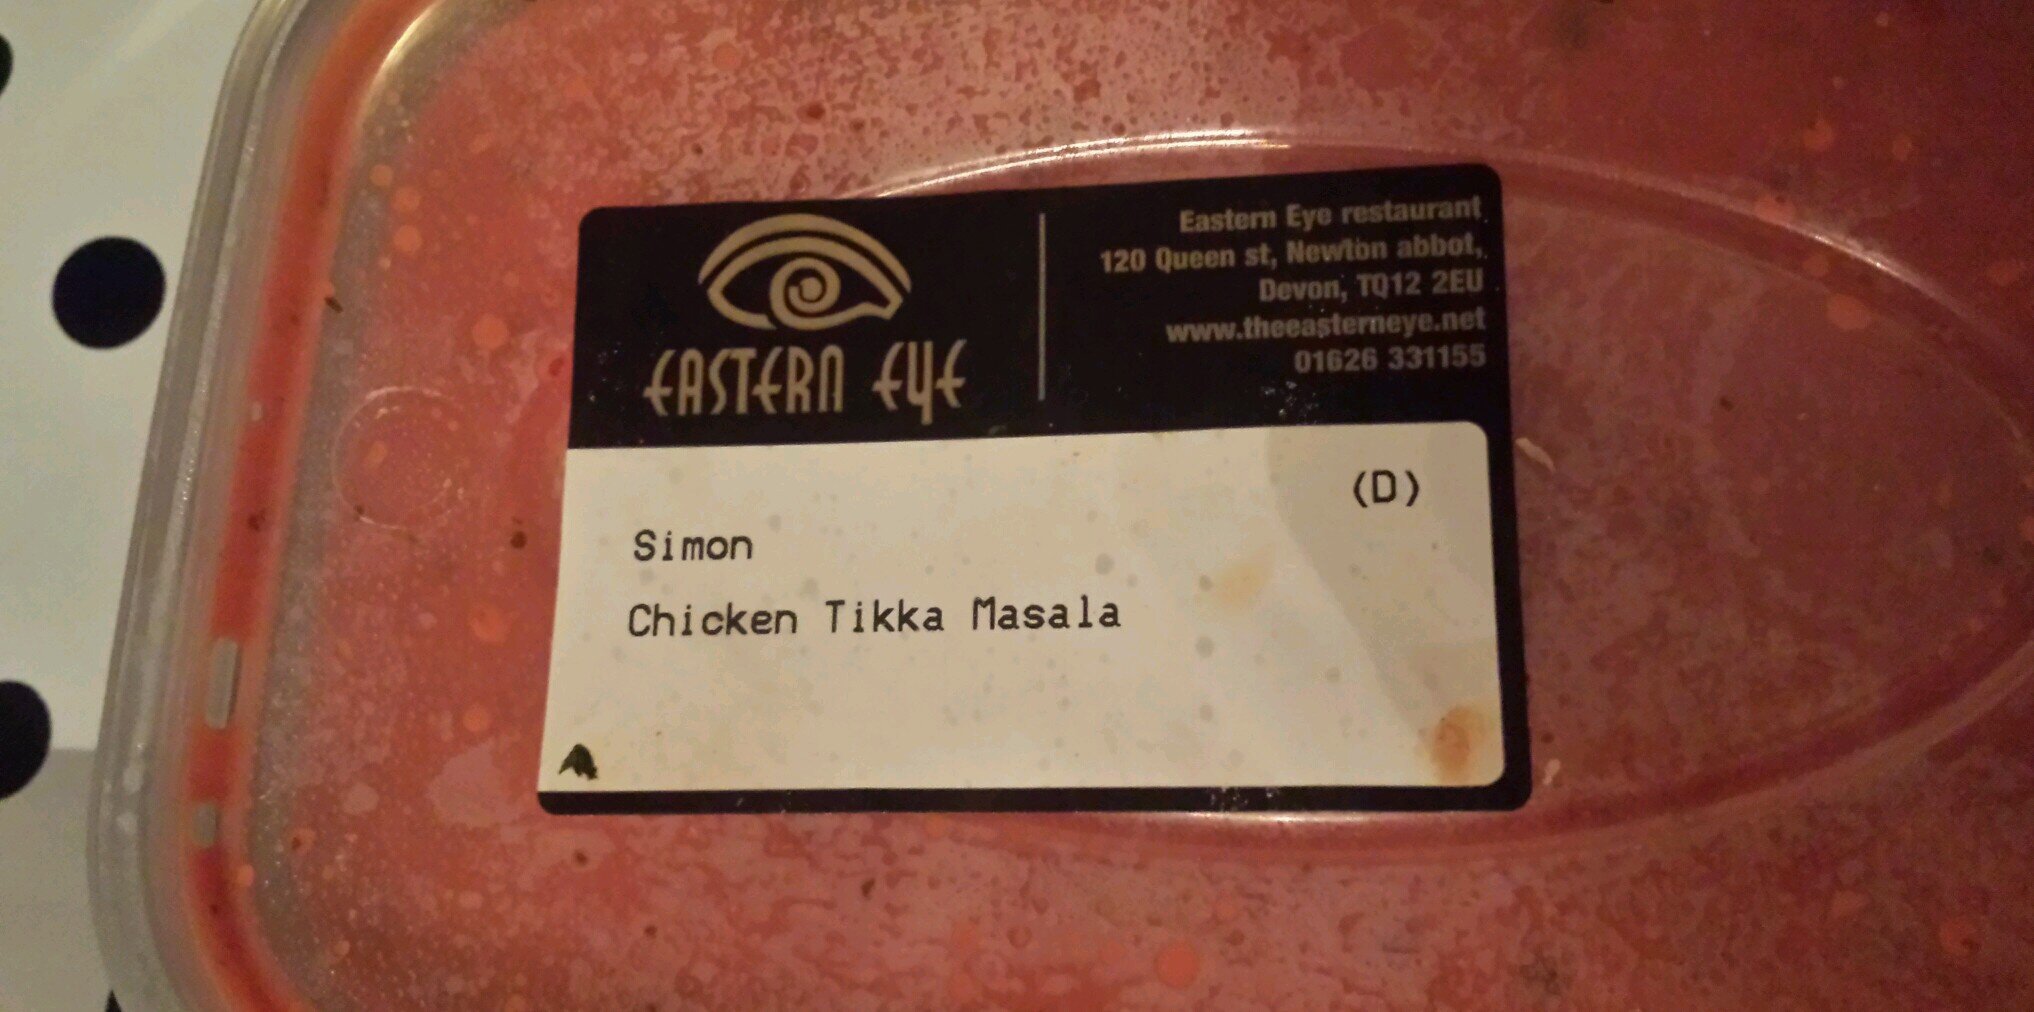 EASTERN EYE
Eastern Eye restaurant
120 Queen st, Newton abbot,
Devon, TQ12 2EU
www.theeasterneye.net
01626 331155
(D)
Simon
Chicken Tikka Masala